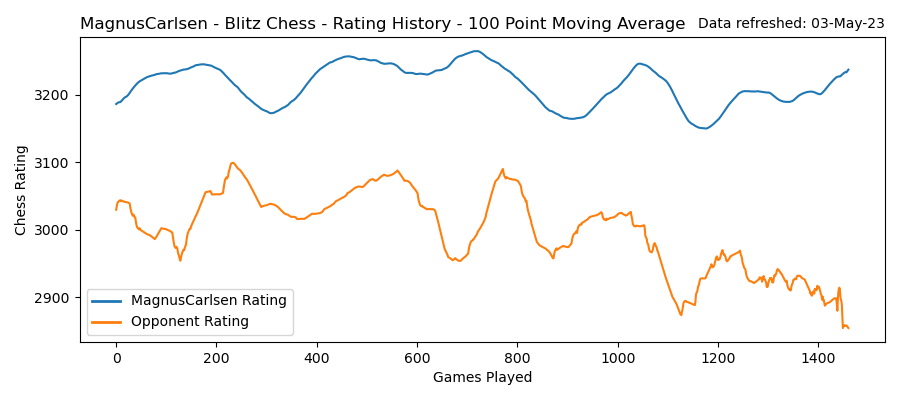 MagnusCarlsen - Blitz Chess - Rating History - 100 Point Moving Average
Data refreshed: 03-May-23
Chess Rating
3200
3100
3000
2900
MagnusCarlsen Rating
Opponent Rating
0 200 400 600 800 1000 1200 1400
Games Played